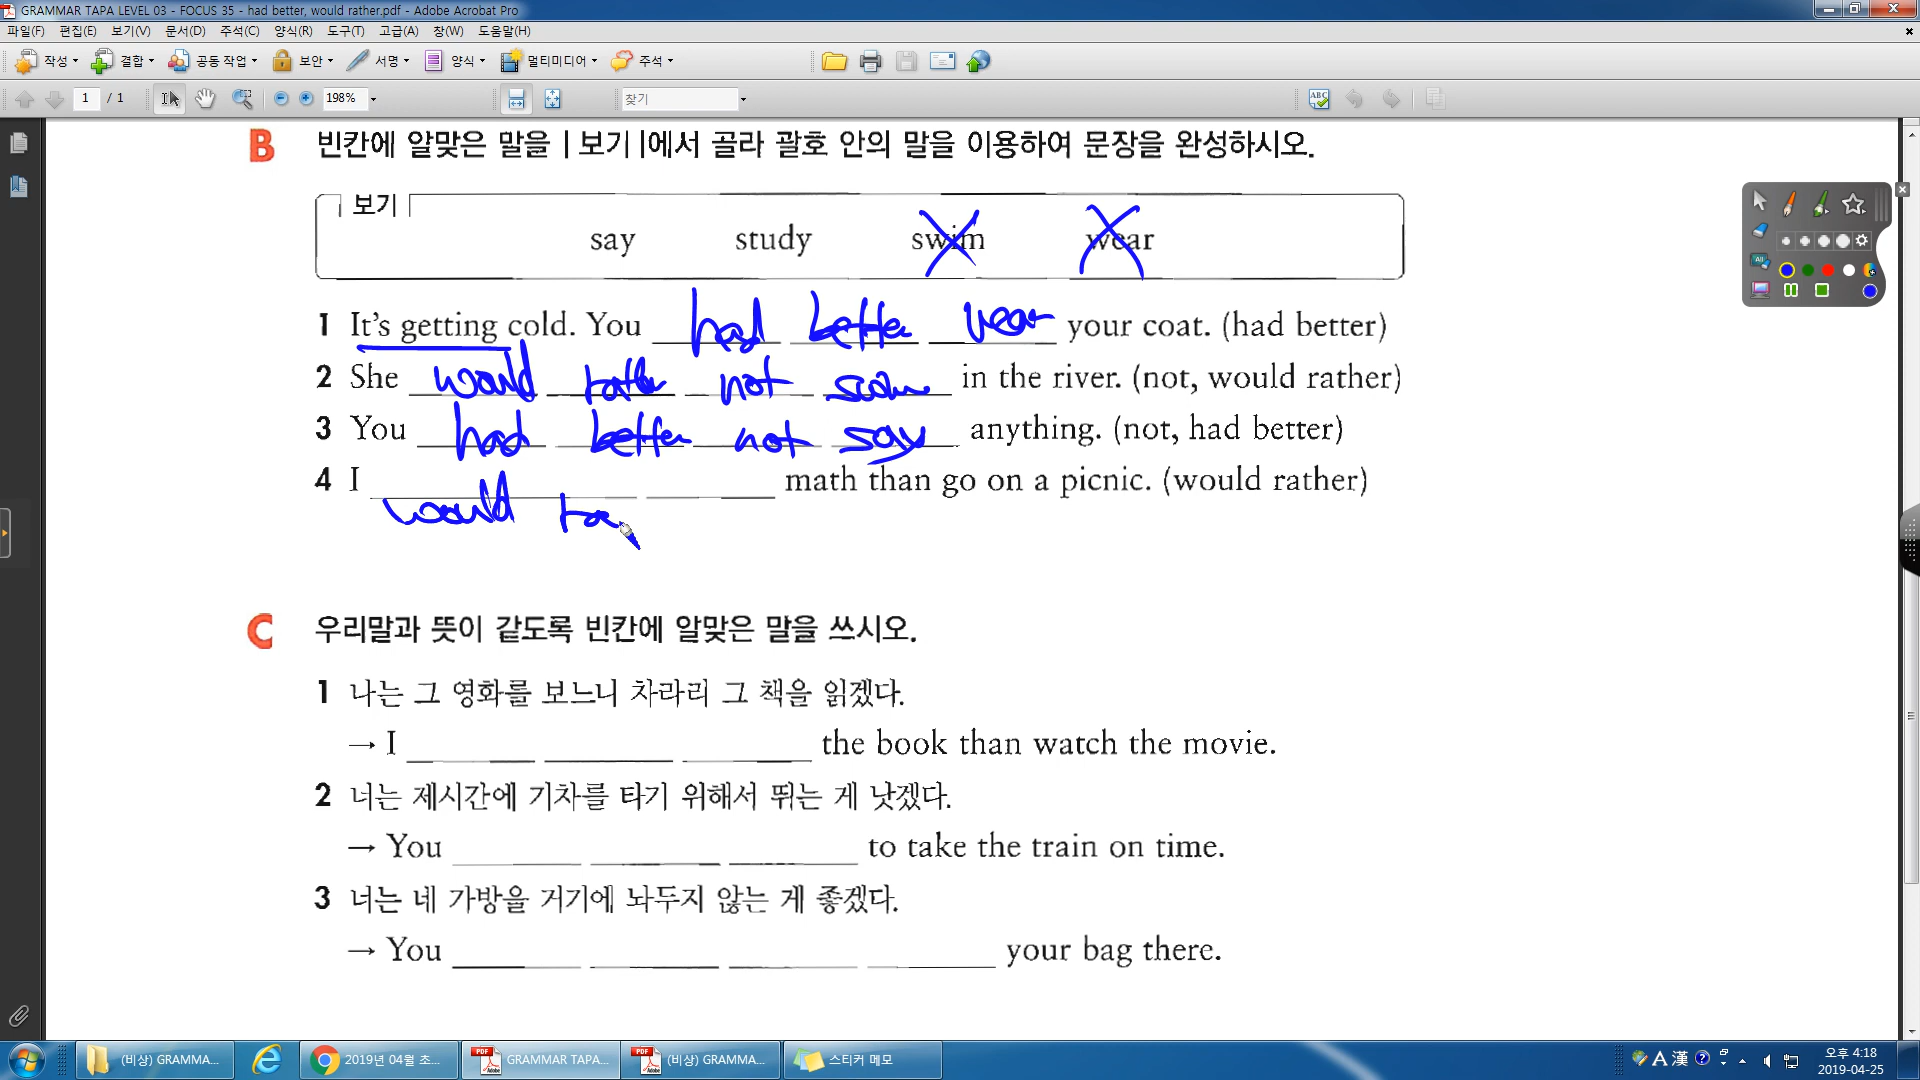 GRAMMAR TAPA LEVEL 03 - FOCUS 35 - had better, would rather.pdf - Adobe Acrobat Pro
파일(F) 편집(E) 보기(V) 문서(D) 주석(C) 양식(R) 도구(T) 고급(A) 창(W) 도움말(H)
작성 결합 공동 작업 보안 서명 양식 멀티미디어 주석
1 / 1 198% 찾기
B 빈칸에 알맞은 말을 |보기|에서 골라 괄호 안의 말을 이용하여 문장을 완성하시오.
보기
say study swim wear
1 It's getting cold. You had better wear your coat. (had better)
2 She would rather not swim in the river. (not, would rather)
3 You had better not say anything. (not, had better)
4 I ______ ______ math than go on a picnic. (would rather)
would ra
C 우리말과 뜻이 같도록 빈칸에 알맞은 말을 쓰시오.
1 나는 그 영화를 보느니 차라리 그 책을 읽겠다.
→ I ______ ______ ______ the book than watch the movie.
2 너는 제시간에 기차를 타기 위해서 뛰는 게 낫겠다.
→ You ______ ______ ______ to take the train on time.
3 너는 네 가방을 거기에 놔두지 않는 게 좋겠다.
→ You ______ ______ ______ ______ your bag there.
(비상) GRAMMA... 2019년 04월 초... GRAMMAR TAPA... (비상) GRAMMA... 스티커 메모 A 漢 오후 4:18
2019-04-25